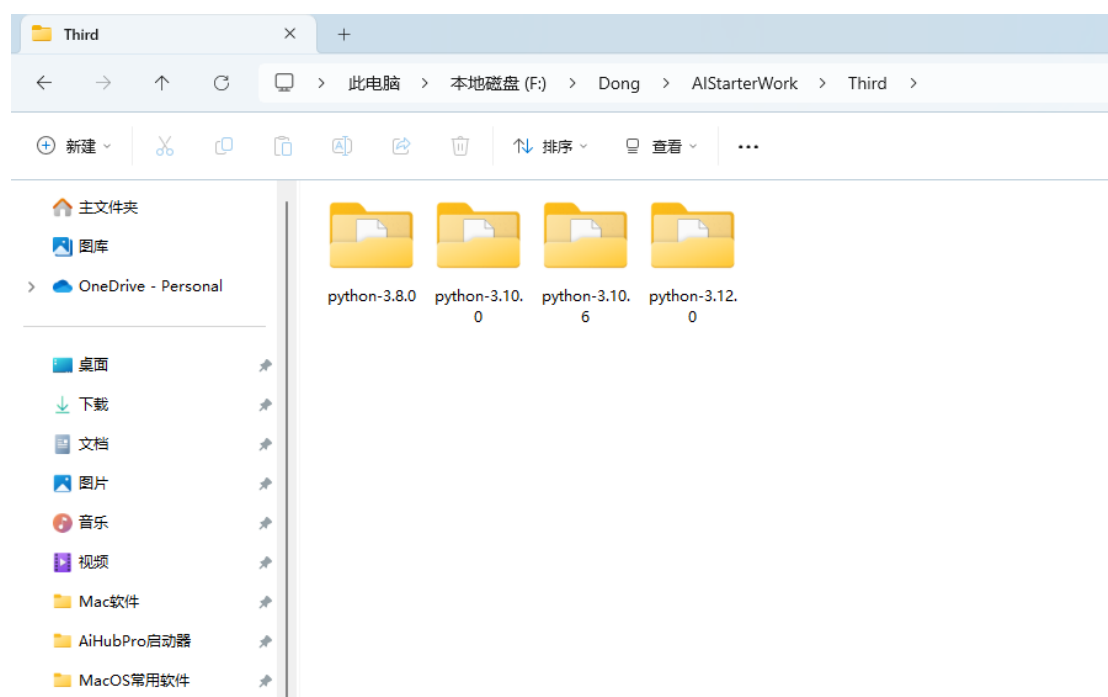 Third
此电脑 > 本地磁盘 (F:) > Dong > AIStarterWork > Third >
新建
排序
查看
主文件夹
图库
OneDrive - Personal
桌面
下载
文档
图片
音乐
视频
Mac软件
AiHubPro启动器
MacOS常用软件
python-3.8.0
python-3.10.
0
python-3.10.
6
python-3.12.
0